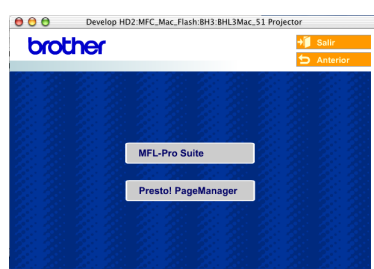 Develop HD2:MFC_Mac_Flash:BH3:BHL3Mac_51 Projector
brother
Salir
Anterior
MFL-Pro Suite
Presto! PageManager